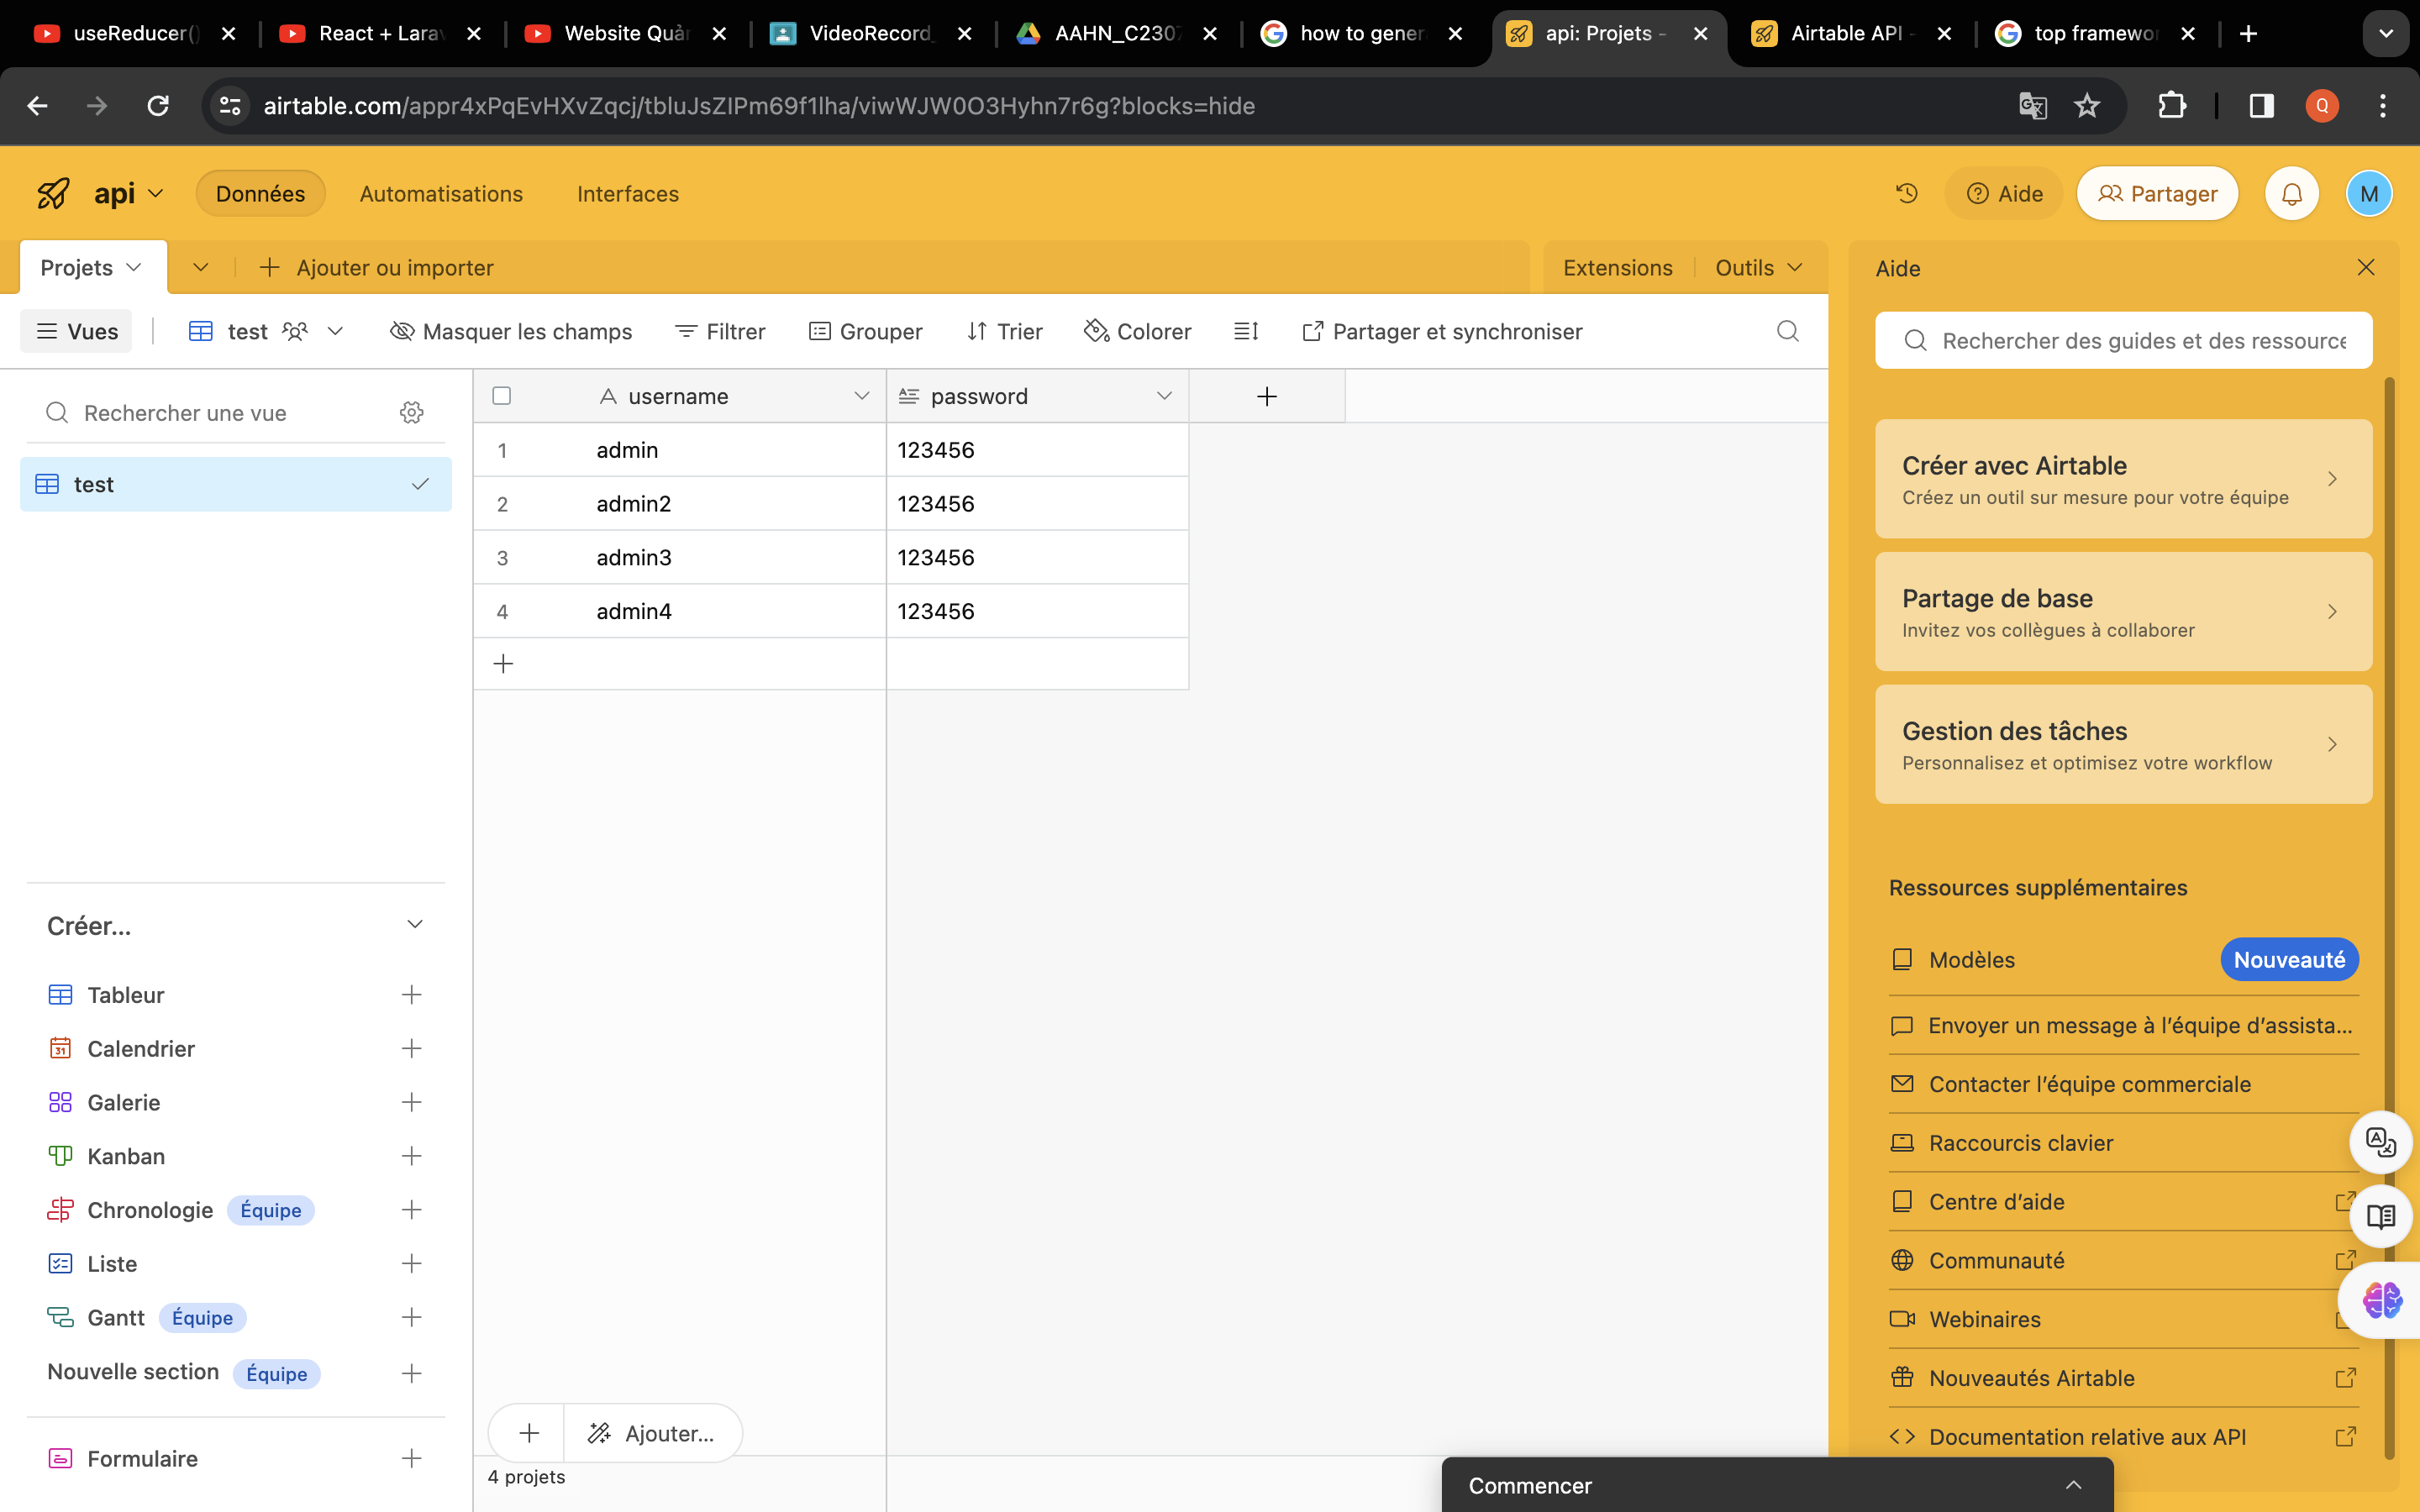 useReducer()
React + Larav
Website Quản
VideoRecord_
AAHN_C2307
how to gener
api: Projets -
Airtable API -
top framewor
airtable.com/appr4xPqEvHXvZqcj/tbluJsZIPm69f1lha/viwWJW0O3Hyhn7r6g?blocks=hide
Q
api
Données
Automatisations
Interfaces
Aide
Partager
M
Projets
Ajouter ou importer
Extensions
Outils
Aide
Vues
test
Masquer les champs
Filtrer
Grouper
Trier
Colorer
Partager et synchroniser
Rechercher des guides et des ressource
Rechercher une vue
test
username
password
1 admin 123456
2 admin2 123456
3 admin3 123456
4 admin4 123456
Créer avec Airtable
Créez un outil sur mesure pour votre équipe
Partage de base
Invitez vos collègues à collaborer
Gestion des tâches
Personnalisez et optimisez votre workflow
Créer...
Tableur
31
Calendrier
Galerie
Kanban
Chronologie Équipe
Liste
Gantt Équipe
Nouvelle section Équipe
Formulaire
Ajouter...
4 projets
Ressources supplémentaires
Modèles Nouveauté
Envoyer un message à l’équipe d’assista...
Contacter l’équipe commerciale
Raccourcis clavier
Centre d’aide
Communauté
Webinaires
Nouveautés Airtable
Documentation relative aux API
Commencer